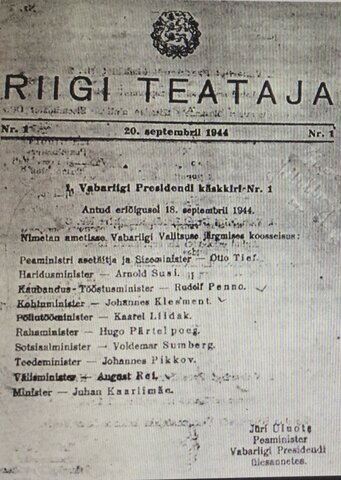 RIIGI TEATAJA
Nr. 1 20. septembril 1944 Nr. 1
1. Vabariigi Presidendi käskkiri Nr. 1
Antud eriõigusel 18. septembril 1944.
Nimetan ametisse Vabariigi Valitsuse järgmises koosseisus:
Peaministri asetäitja ja Siseminister — Otto Tief.
Haridusminister — Arnold Susi.
Kaubandus-Tööstusminister — Rudolf Penno.
Kohtuminister — Johannes Klesment.
Põllutööminister — Kaarel Liidak.
Rahaminister — Hugo Pärtelpoeg.
Sotsiaalminister — Voldemar Sumberg.
Teedeminister — Johannes Pikkov.
Välisminister — August Rei.
Minister — Juhan Kaarlimäe.
Jüri Uluots
Peaminister
Vabariigi Presidendi
ülesannetes.